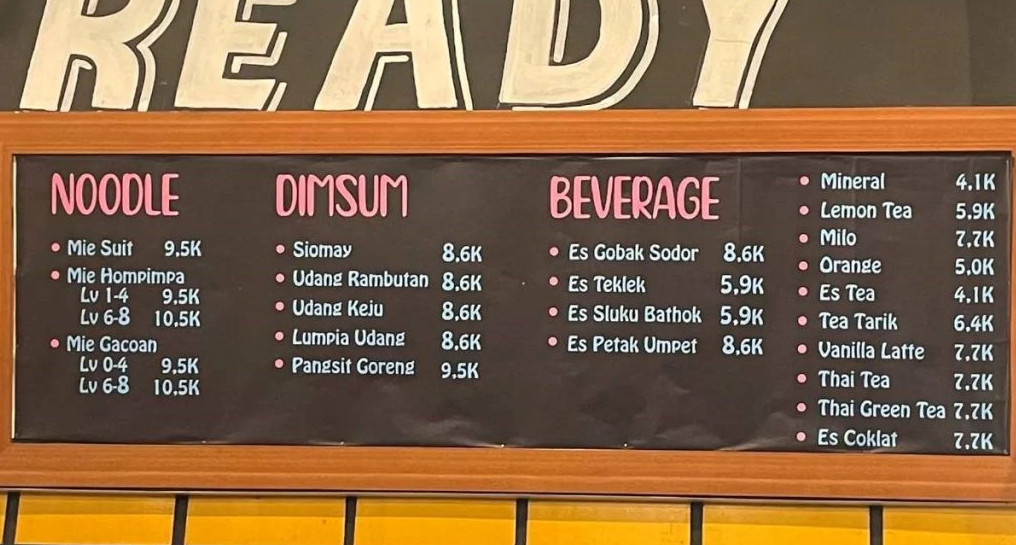 READY
NOODLE
• Mie Suit 9,5K
• Mie Hompimpa
Lv 1-4 9,5K
Lv 6-8 10,5K
• Mie Gacoan
Lv 0-4 9,5K
Lv 6-8 10,5K
DIMSUM
• Siomay 8,6K
• Udang Rambutan 8,6K
• Udang Keju 8,6K
• Lumpia Udang 8,6K
• Pangsit Goreng 9,5K
BEVERAGE
• Es Gobak Sodor 8,6K
• Es Teklek 5,9K
• Es Sluku Bathok 5,9K
• Es Petak Umpet 8,6K
• Mineral 4,1K
• Lemon Tea 5,9K
• Milo 7,7K
• Orange 5,0K
• Es Tea 4,1K
• Tea Tarik 6,4K
• Vanilla Latte 7,7K
• Thai Tea 7,7K
• Thai Green Tea 7,7K
• Es Coklat 7,7K